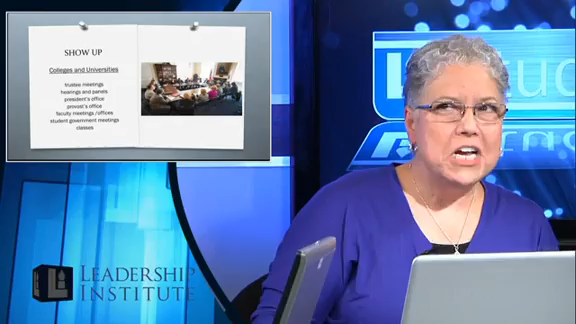 SHOW UP
Colleges and Universities
trustee meetings
hearings and panels
president's office
provost's office
faculty meetings /offices
student government meetings
classes
LEADERSHIP
INSTITUTE